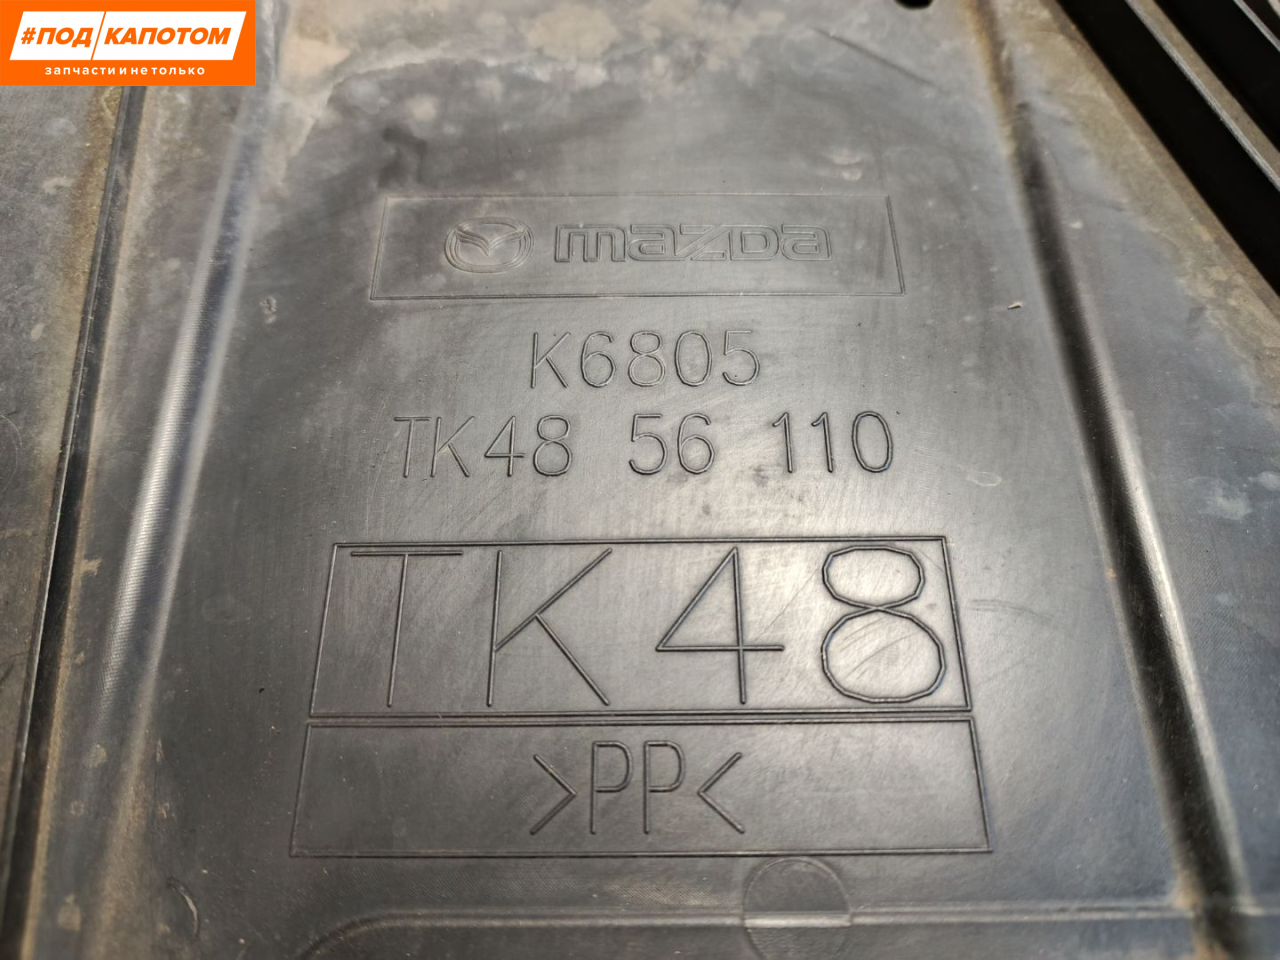 #ПОД КАПОТОМ
запчасти и не только
mazda
K6805
TK48 56 110
TK48
>PP<